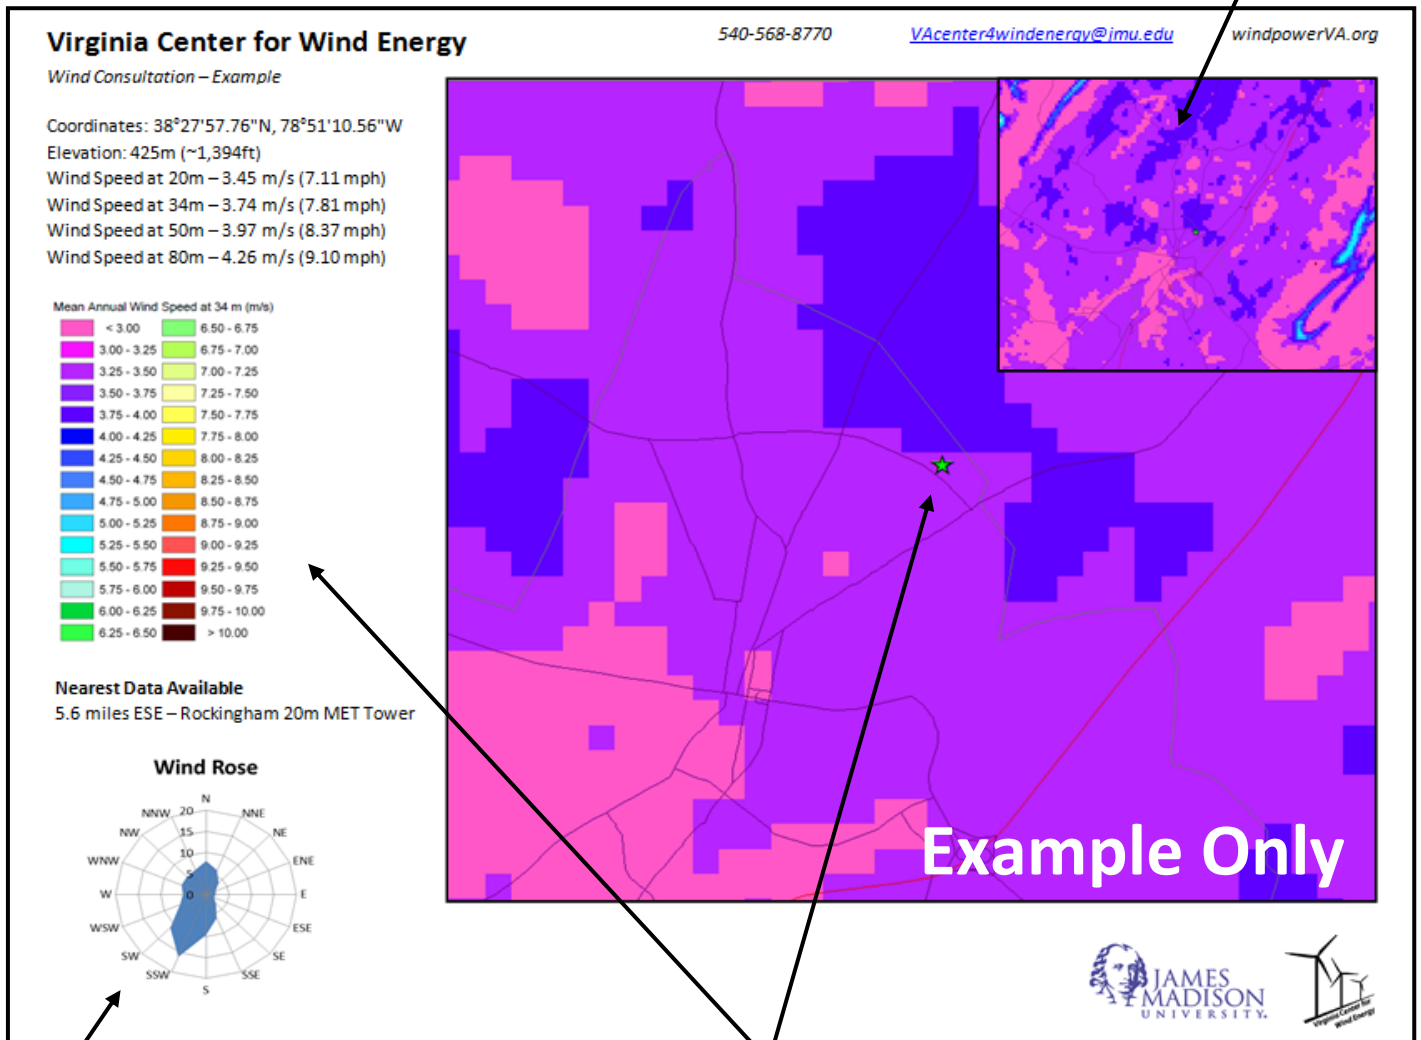 Virginia Center for Wind Energy
540-568-8770 VAcenter4windenergy@jmu.edu windpowerVA.org
Wind Consultation – Example
Coordinates: 38°27'57.76"N, 78°51'10.56"W
Elevation: 425m (~1,394ft)
Wind Speed at 20m – 3.45 m/s (7.11 mph)
Wind Speed at 34m – 3.74 m/s (7.81 mph)
Wind Speed at 50m – 3.97 m/s (8.37 mph)
Wind Speed at 80m – 4.26 m/s (9.10 mph)
Mean Annual Wind Speed at 34 m (m/s)
< 3.00 6.50 - 6.75
3.00 - 3.25 6.75 - 7.00
3.25 - 3.50 7.00 - 7.25
3.50 - 3.75 7.25 - 7.50
3.75 - 4.00 7.50 - 7.75
4.00 - 4.25 7.75 - 8.00
4.25 - 4.50 8.00 - 8.25
4.50 - 4.75 8.25 - 8.50
4.75 - 5.00 8.50 - 8.75
5.00 - 5.25 8.75 - 9.00
5.25 - 5.50 9.00 - 9.25
5.50 - 5.75 9.25 - 9.50
5.75 - 6.00 9.50 - 9.75
6.00 - 6.25 9.75 - 10.00
6.25 - 6.50 > 10.00
Nearest Data Available
5.6 miles ESE – Rockingham 20m MET Tower
Wind Rose
N
NNW 20 NNE
NW 15 NE
10
WNW ENE
5
W 0 E
WSW ESE
SW SE
SSW SSE
S
Example Only
JAMES
MADISON
UNIVERSITY.
Virginia Center for
Wind Energy